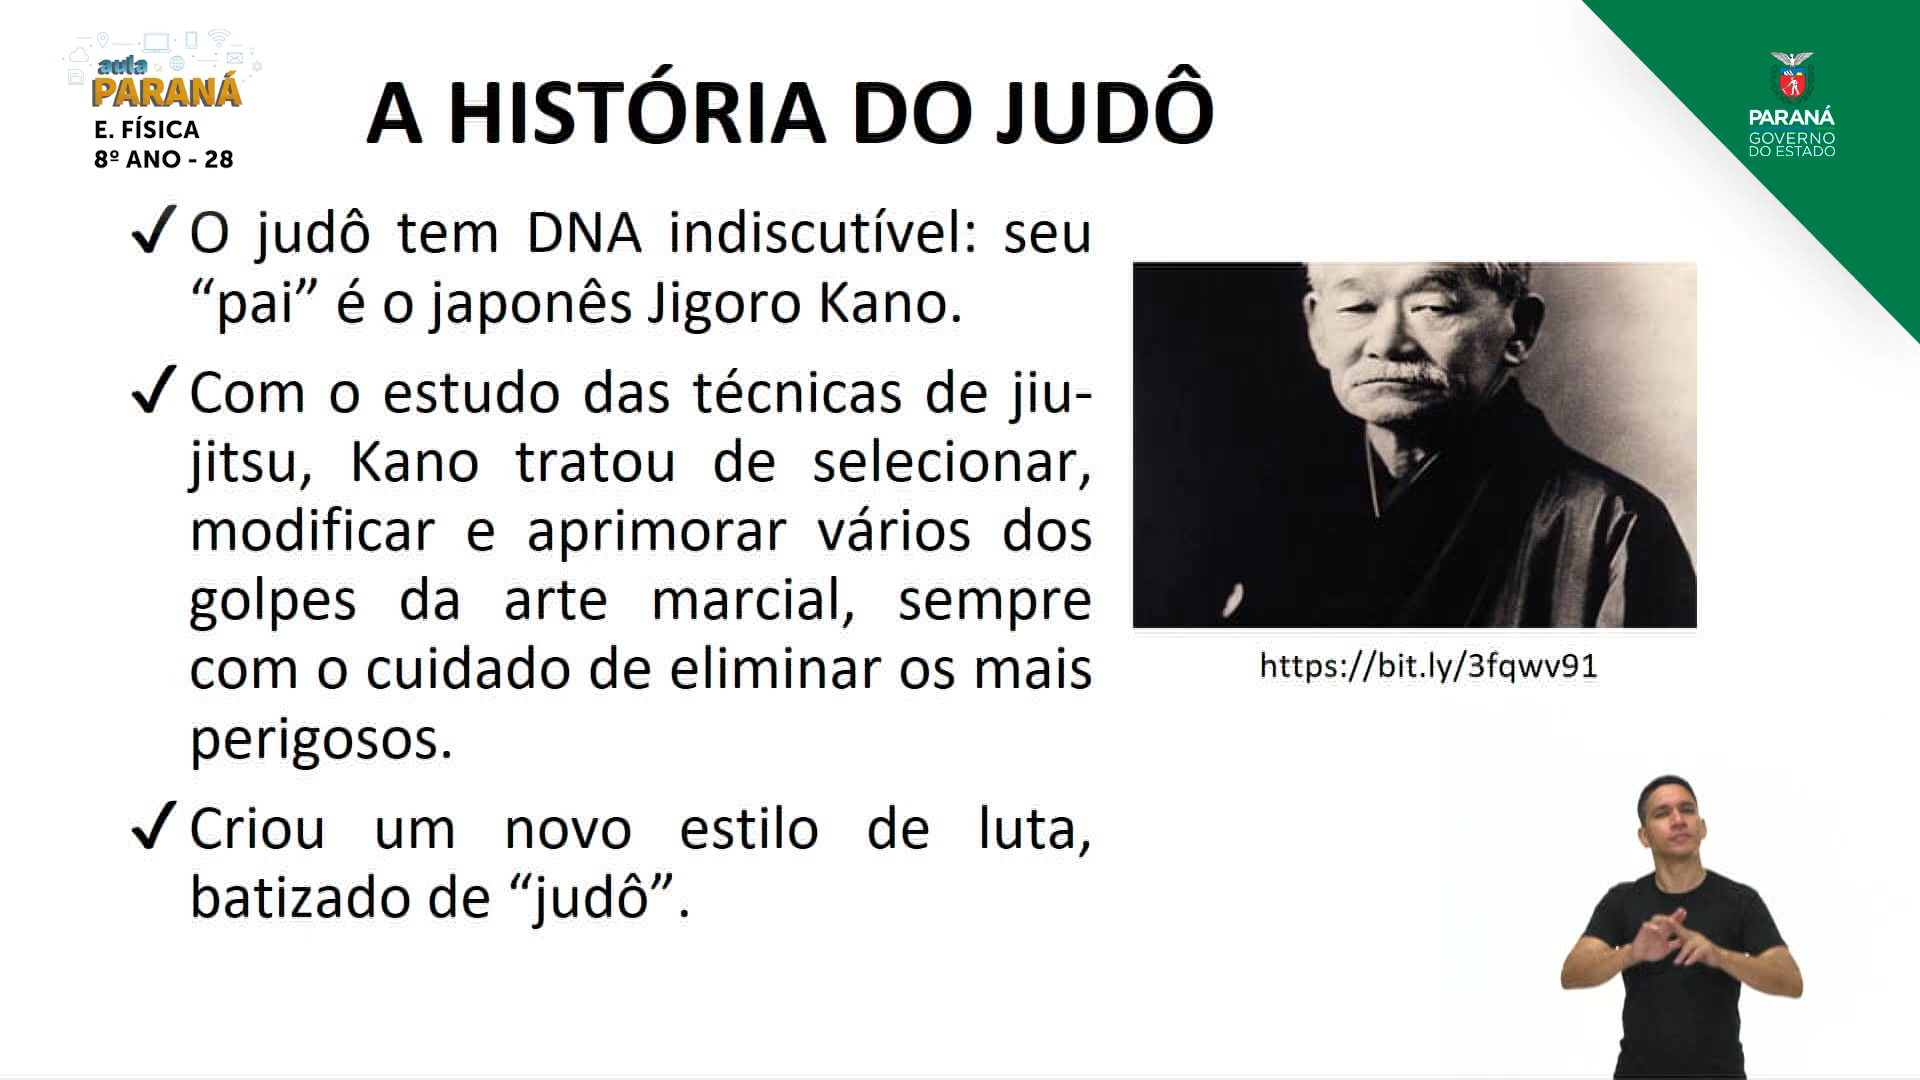 aula
PARANÁ
E. FÍSICA
8º ANO - 28
A HISTÓRIA DO JUDÔ
PARANÁ
GOVERNO
DO ESTADO
✓ O judô tem DNA indiscutível: seu
“pai” é o japonês Jigoro Kano.
✓ Com o estudo das técnicas de jiu-
jitsu, Kano tratou de selecionar,
modificar e aprimorar vários dos
golpes da arte marcial, sempre
com o cuidado de eliminar os mais
perigosos.
✓ Criou um novo estilo de luta,
batizado de “judô”.
https://bit.ly/3fqwv91